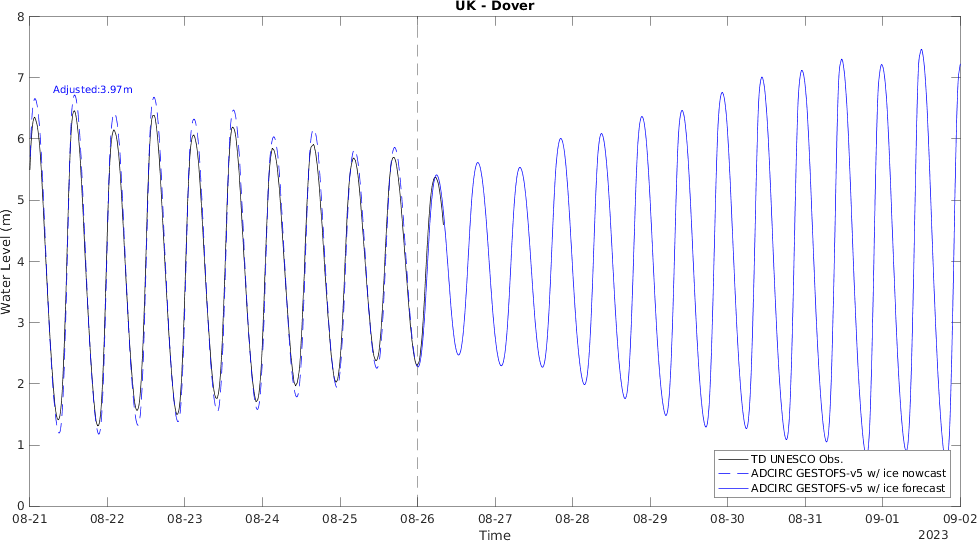 UK - Dover
8
7
6
5
4
3
2
1
0
Water Level (m)
Adjusted:3.97m
TD UNESCO Obs.
ADCIRC GESTOFS-v5 w/ ice nowcast
ADCIRC GESTOFS-v5 w/ ice forecast
08-21 08-22 08-23 08-24 08-25 08-26 08-27 08-28 08-29 08-30 08-31 09-01 09-02
Time
2023